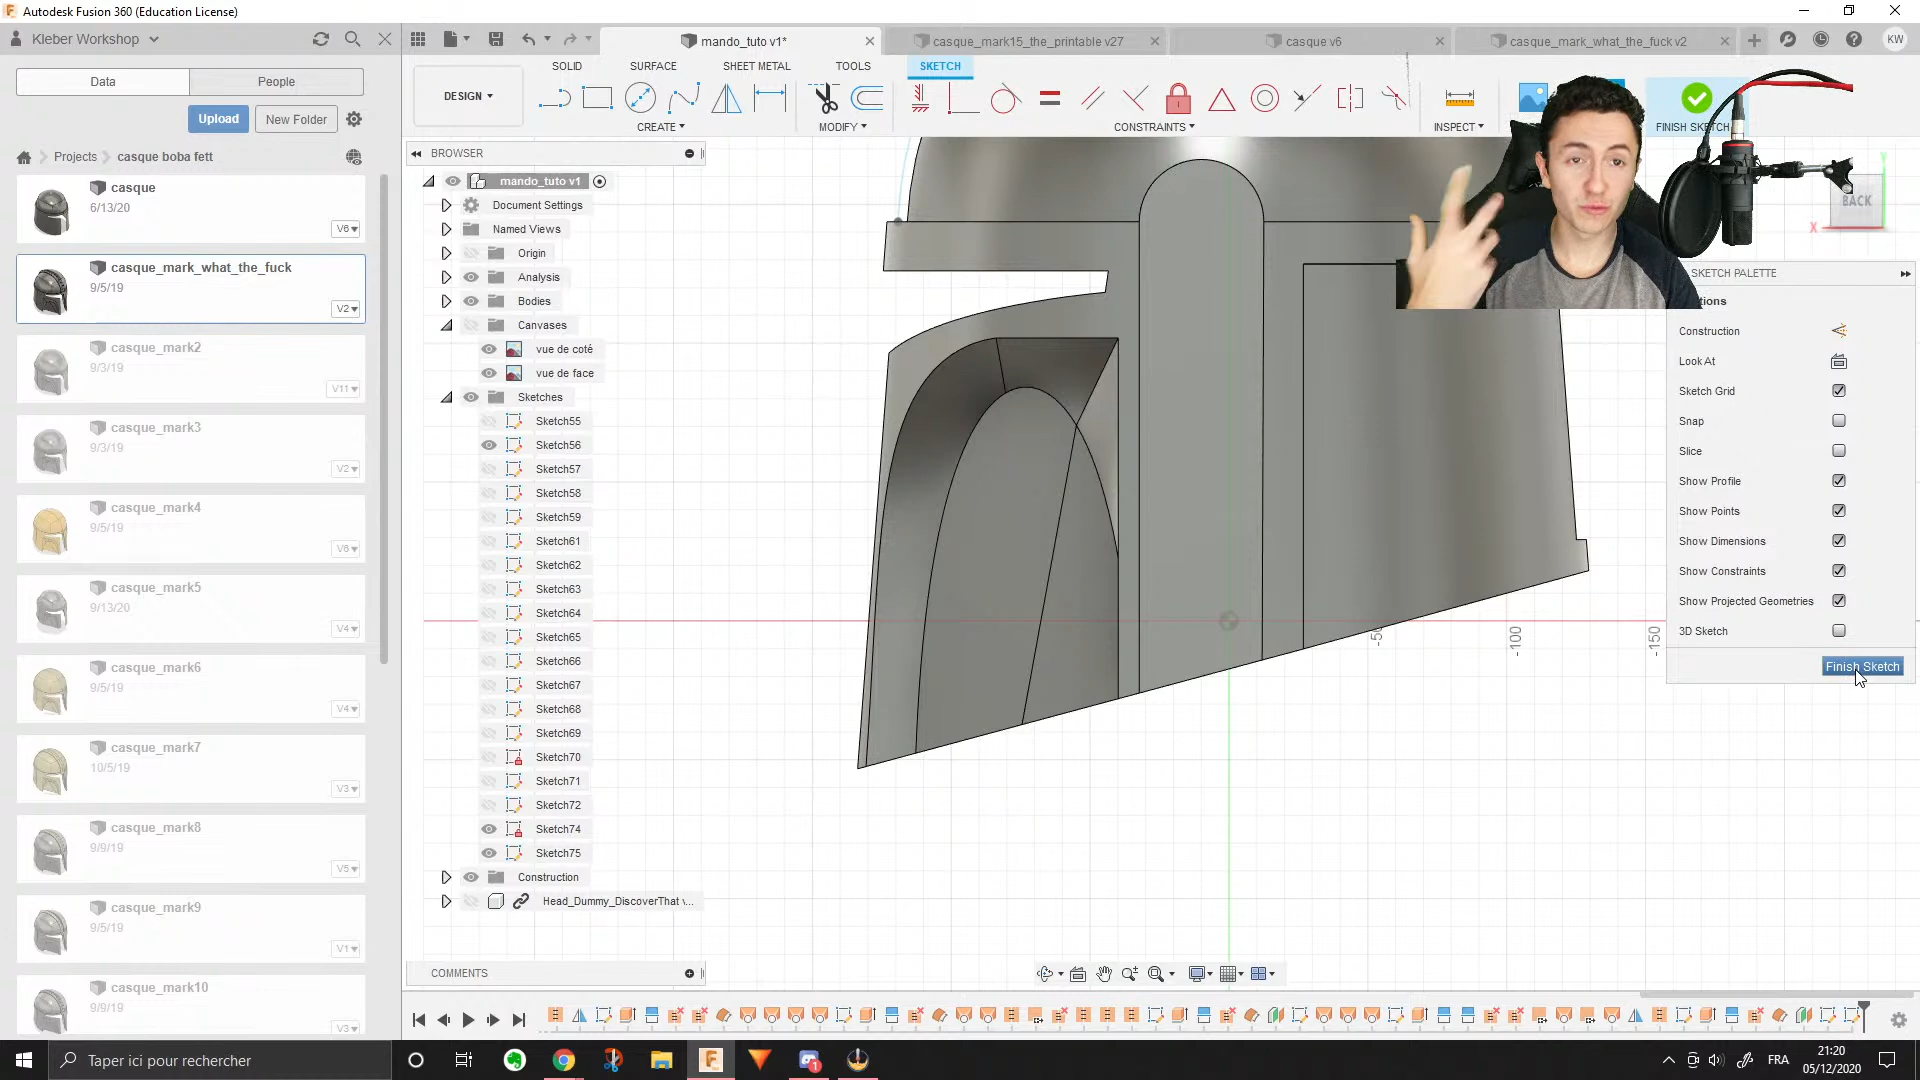 Autodesk Fusion 360 (Education License)
Kleber Workshop
mando_tuto v1*
casque_mark15_the_printable v27
casque v6
casque_mark_what_the_fuck v2
KW
Data
People
Upload
New Folder
Projects
casque boba fett
casque
6/13/20
V6
casque_mark_what_the_fuck
9/5/19
V2
casque_mark2
9/3/19
V11
casque_mark3
9/3/19
V2
casque_mark4
9/5/19
V6
casque_mark5
9/13/20
V4
casque_mark6
9/5/19
V4
casque_mark7
10/5/19
V3
casque_mark8
9/9/19
V5
casque_mark9
9/5/19
V1
casque_mark10
9/9/19
V3
DESIGN
SOLID
SURFACE
SHEET METAL
TOOLS
SKETCH
CREATE
MODIFY
CONSTRAINTS
INSPECT
FINISH SKETCH
BROWSER
mando_tuto v1
Document Settings
Named Views
Origin
Analysis
Bodies
Canvases
vue de coté
vue de face
Sketches
Sketch55
Sketch56
Sketch57
Sketch58
Sketch59
Sketch61
Sketch62
Sketch63
Sketch64
Sketch65
Sketch66
Sketch67
Sketch68
Sketch69
Sketch70
Sketch71
Sketch72
Sketch74
Sketch75
Construction
Head_Dummy_DiscoverThat v...
COMMENTS
-50
-100
-150
BACK
X
Y
SKETCH PALETTE
Construction
Look At
Sketch Grid
Snap
Slice
Show Profile
Show Points
Show Dimensions
Show Constraints
Show Projected Geometries
3D Sketch
Finish Sketch
Taper ici pour rechercher
FRA
21:20
05/12/2020